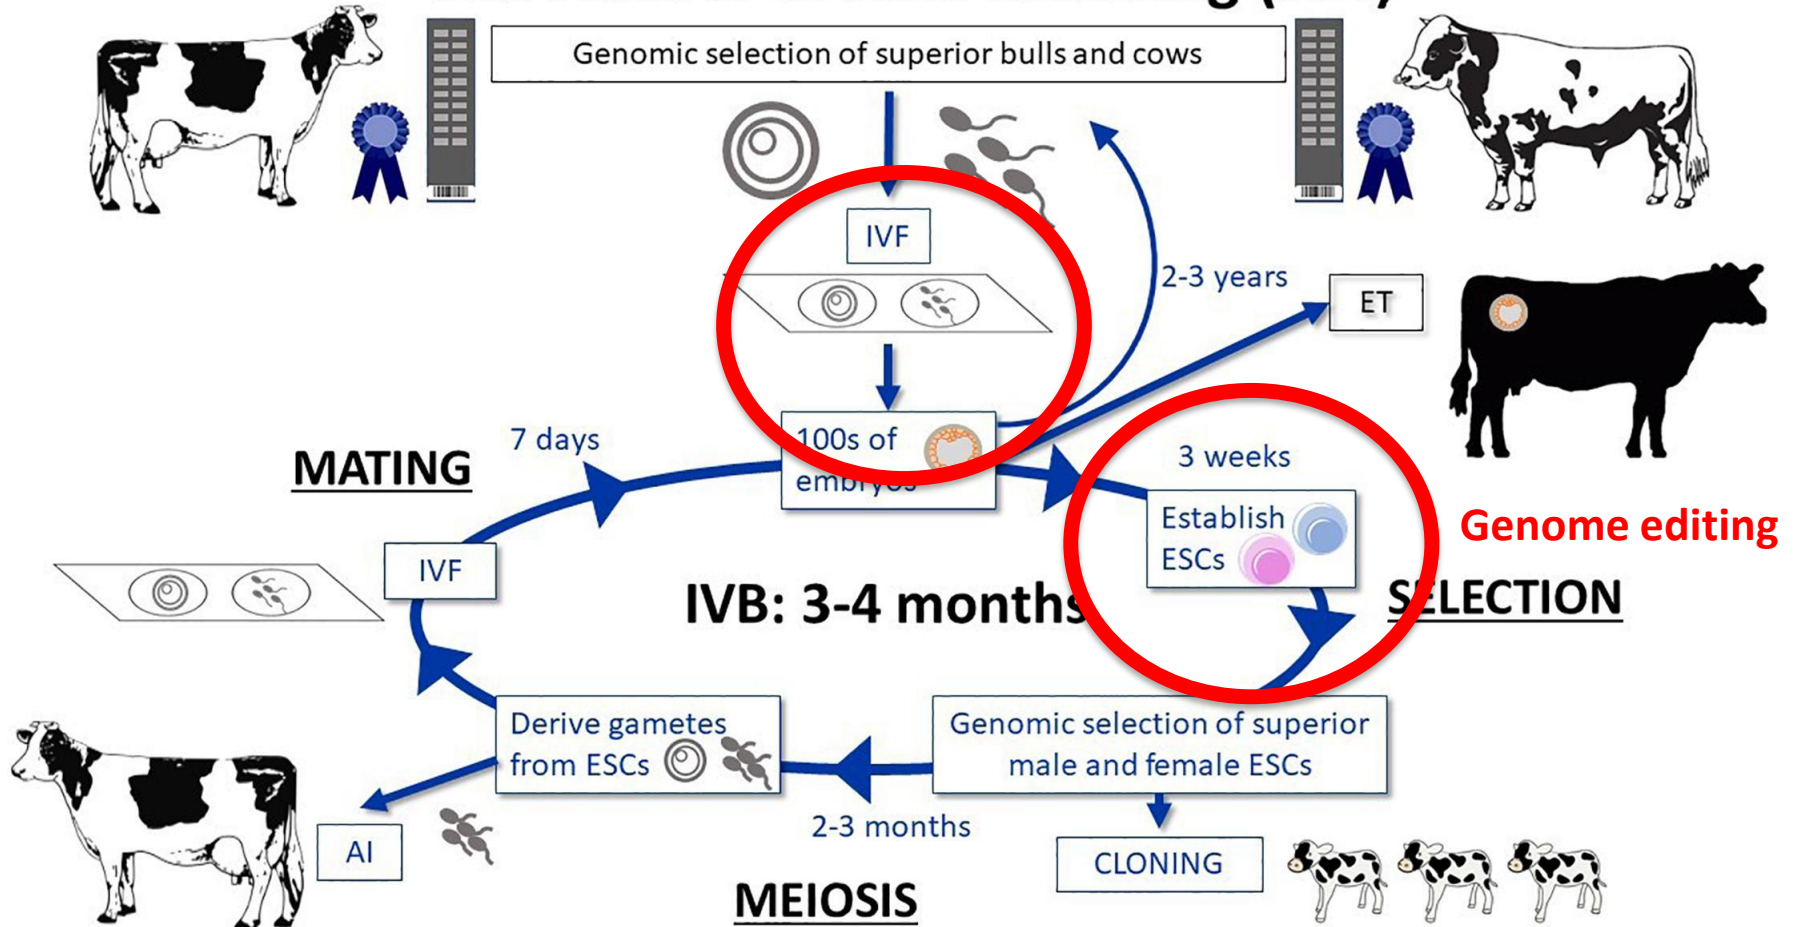 Genomic selection of superior bulls and cows
IVF
2-3 years
ET
100s of
embryos
7 days
MATING
3 weeks
Establish
ESCs
Genome editing
IVF
IVB: 3-4 months
SELECTION
Derive gametes
from ESCs
Genomic selection of superior
male and female ESCs
2-3 months
AI
CLONING
MEIOSIS